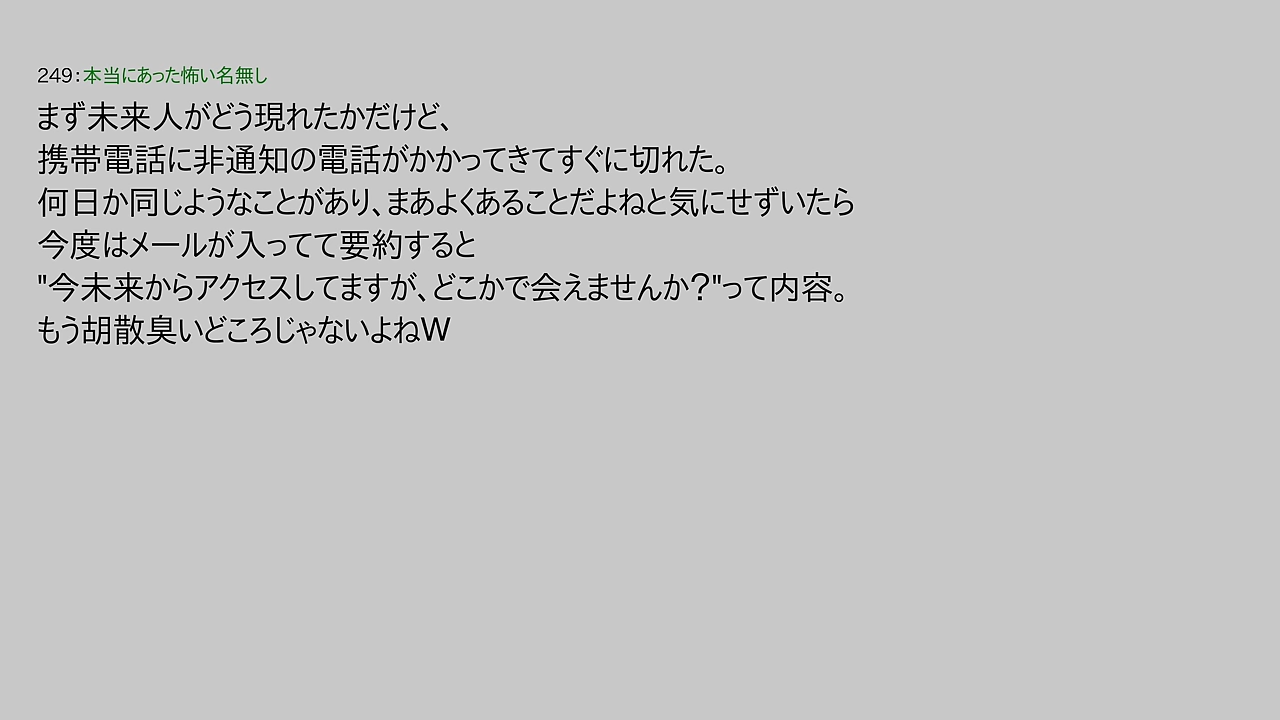 249:本当にあった怖い名無し
まず未来人がどう現れたかだけど、
携帯電話に非通知の電話がかかってきてすぐに切れた。
何日か同じようなことがあり、まあよくあることだよねと気にせずいたら
今度はメールが入ってて要約すると
"今未来からアクセスしてますが、どこかで会えませんか?"って内容。
もう胡散臭いどころじゃないよねW